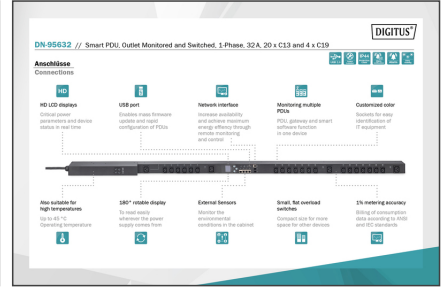 DIGITUS®
DN-95632 // Smart PDU, Outlet Monitored and Switched, 1-Phase, 32 A, 20 x C13 and 4 x C19
Anschlüsse
Connections
HD
HD LCD displays
Critical power
parameters and device
status in real time
USB port
Enables mass firmware
update and rapid
configuration of PDUs
Network interface
Increase availability
and achieve maximum
energy effiency through
remote monitoring
and control
Monitoring multiple
PDUs
PDU, gateway and smart
software function
in one device
Customized color
Sockets for easy
identification of
IT equipment
Also suitable for
high temperatures
Up to 45 °C
Operating temperature
180° rotable display
To read easily
wherever the power
supply comes from
External Sensors
Monitor the
environmental
conditions in the cabinet
Small, flat overload
switches
Compact size for more
space for other devices
1% metering accuracy
Billing of consumption
data according to ANSI
and IEC standards